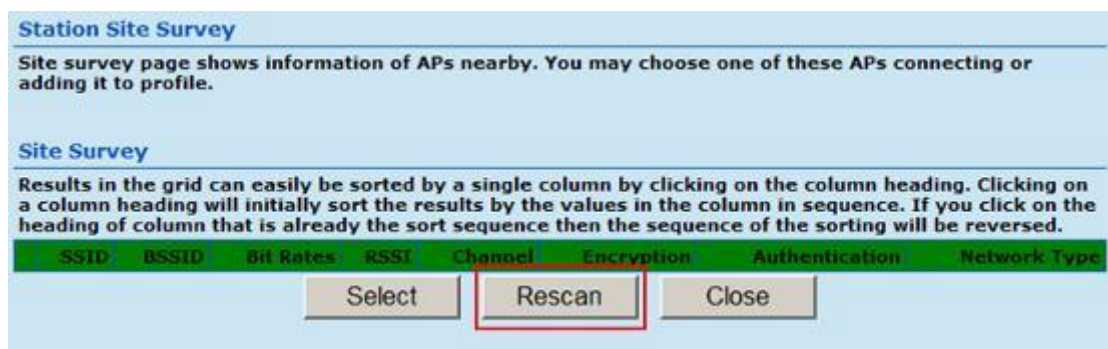 Station Site Survey
Site survey page shows information of APs nearby. You may choose one of these APs connecting or
adding it to profile.
Site Survey
Results in the grid can easily be sorted by a single column by clicking on the column heading. Clicking on
a column heading will initially sort the results by the values in the column in sequence. If you click on the
heading of column that is already the sort sequence then the sequence of the sorting will be reversed.
SSID BSSID Bit Rates RSSI Channel Encryption Authentication Network Type
Select Rescan Close